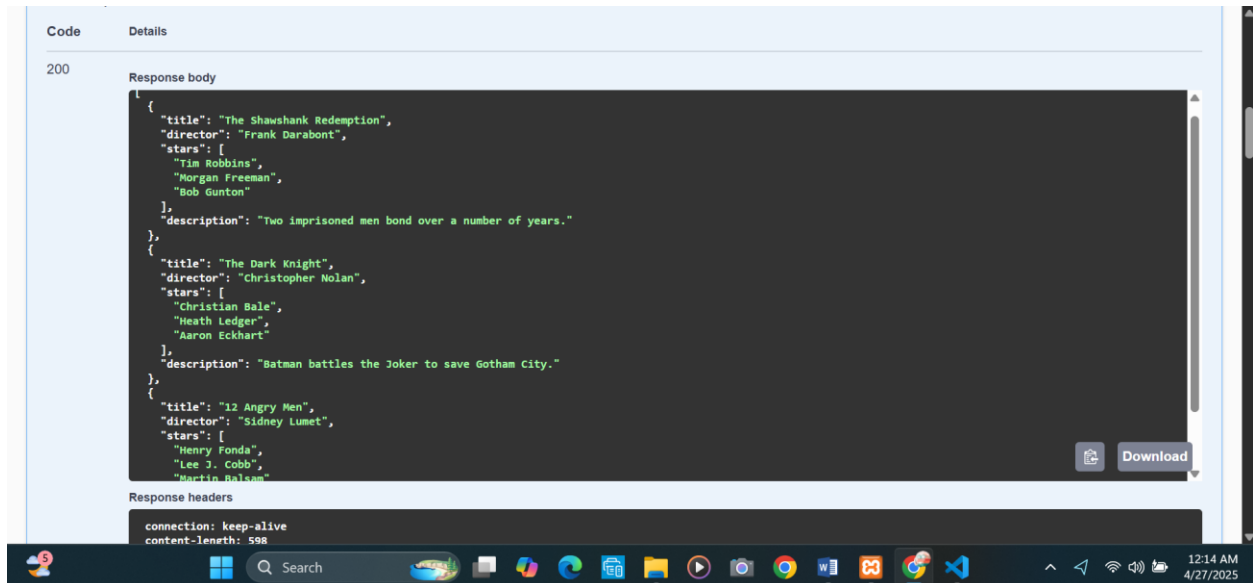 Code Details
200
Response body
[
{
"title": "The Shawshank Redemption",
"director": "Frank Darabont",
"stars": [
"Tim Robbins",
"Morgan Freeman",
"Bob Gunton"
],
"description": "Two imprisoned men bond over a number of years."
},
{
"title": "The Dark Knight",
"director": "Christopher Nolan",
"stars": [
"Christian Bale",
"Heath Ledger",
"Aaron Eckhart"
],
"description": "Batman battles the Joker to save Gotham City."
},
{
"title": "12 Angry Men",
"director": "Sidney Lumet",
"stars": [
"Henry Fonda",
"Lee J. Cobb",
"Martin Balsam"
Download
Response headers
connection: keep-alive
content-length: 598
5
Search
12:14 AM
4/27/2025